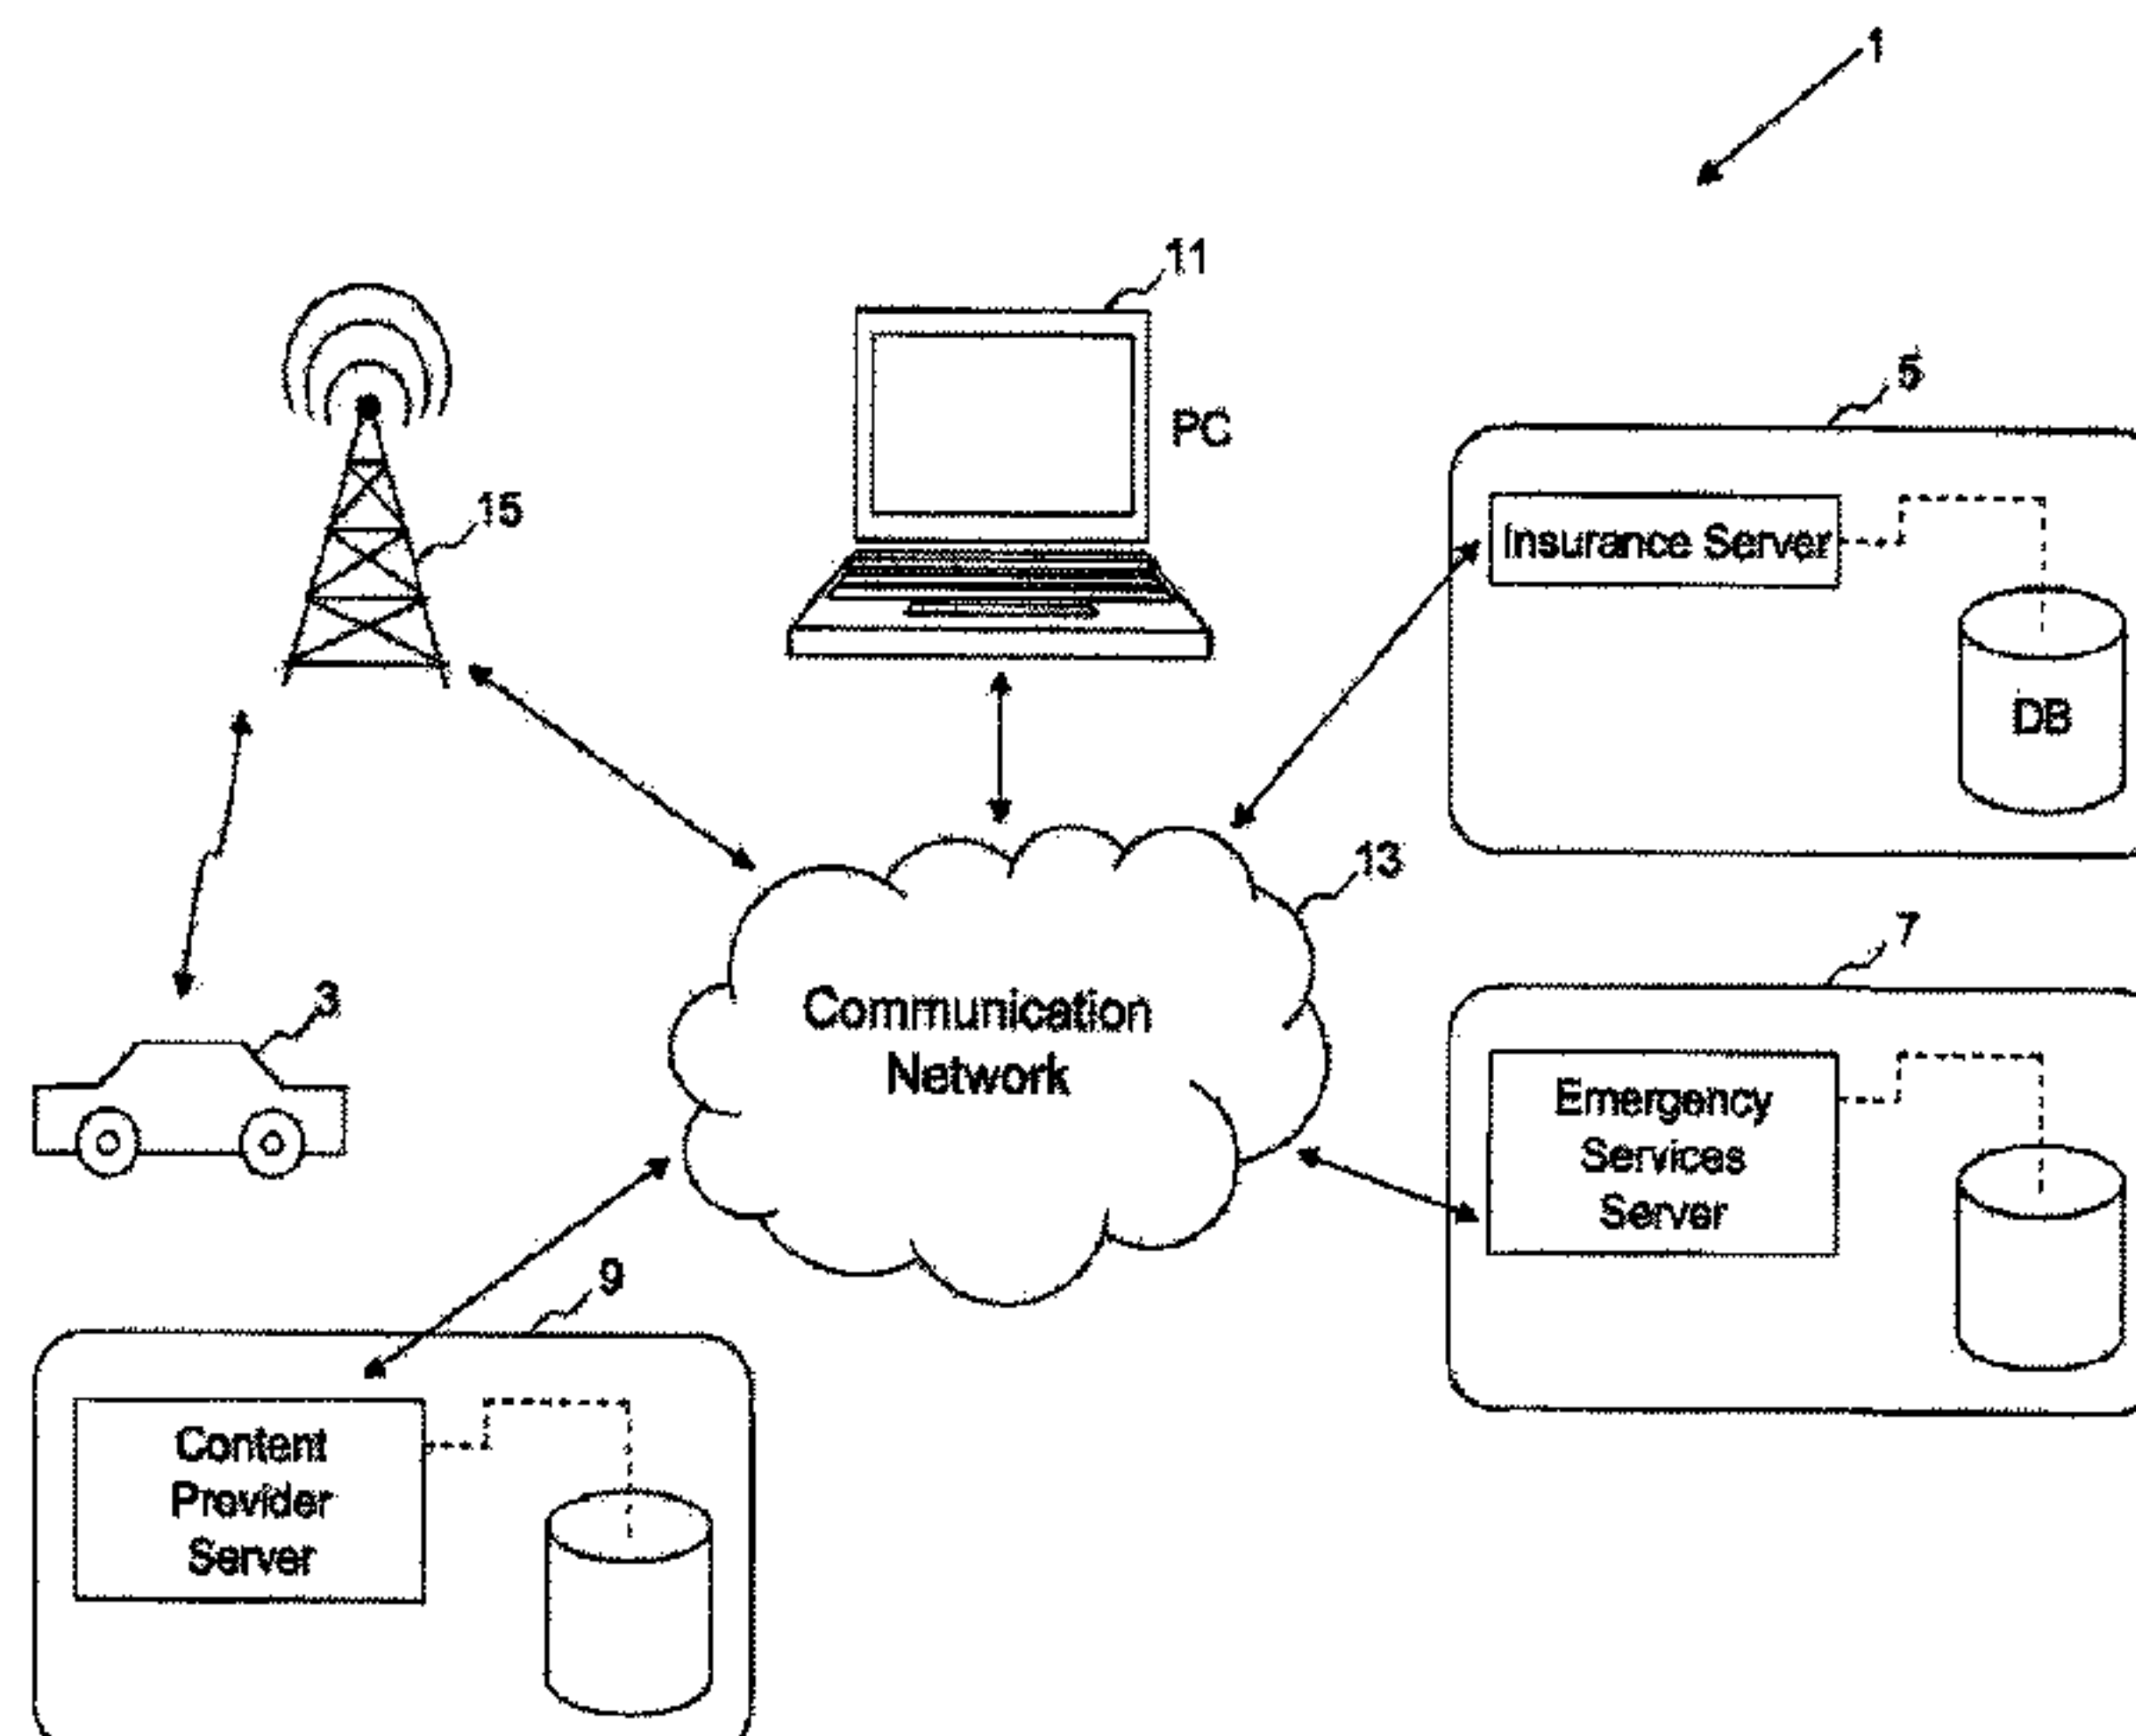 1
11
PC
15
5
Insurance Server
DB
13
Communication
Network
3
7
Emergency
Services
Server
9
Content
Provider
Server